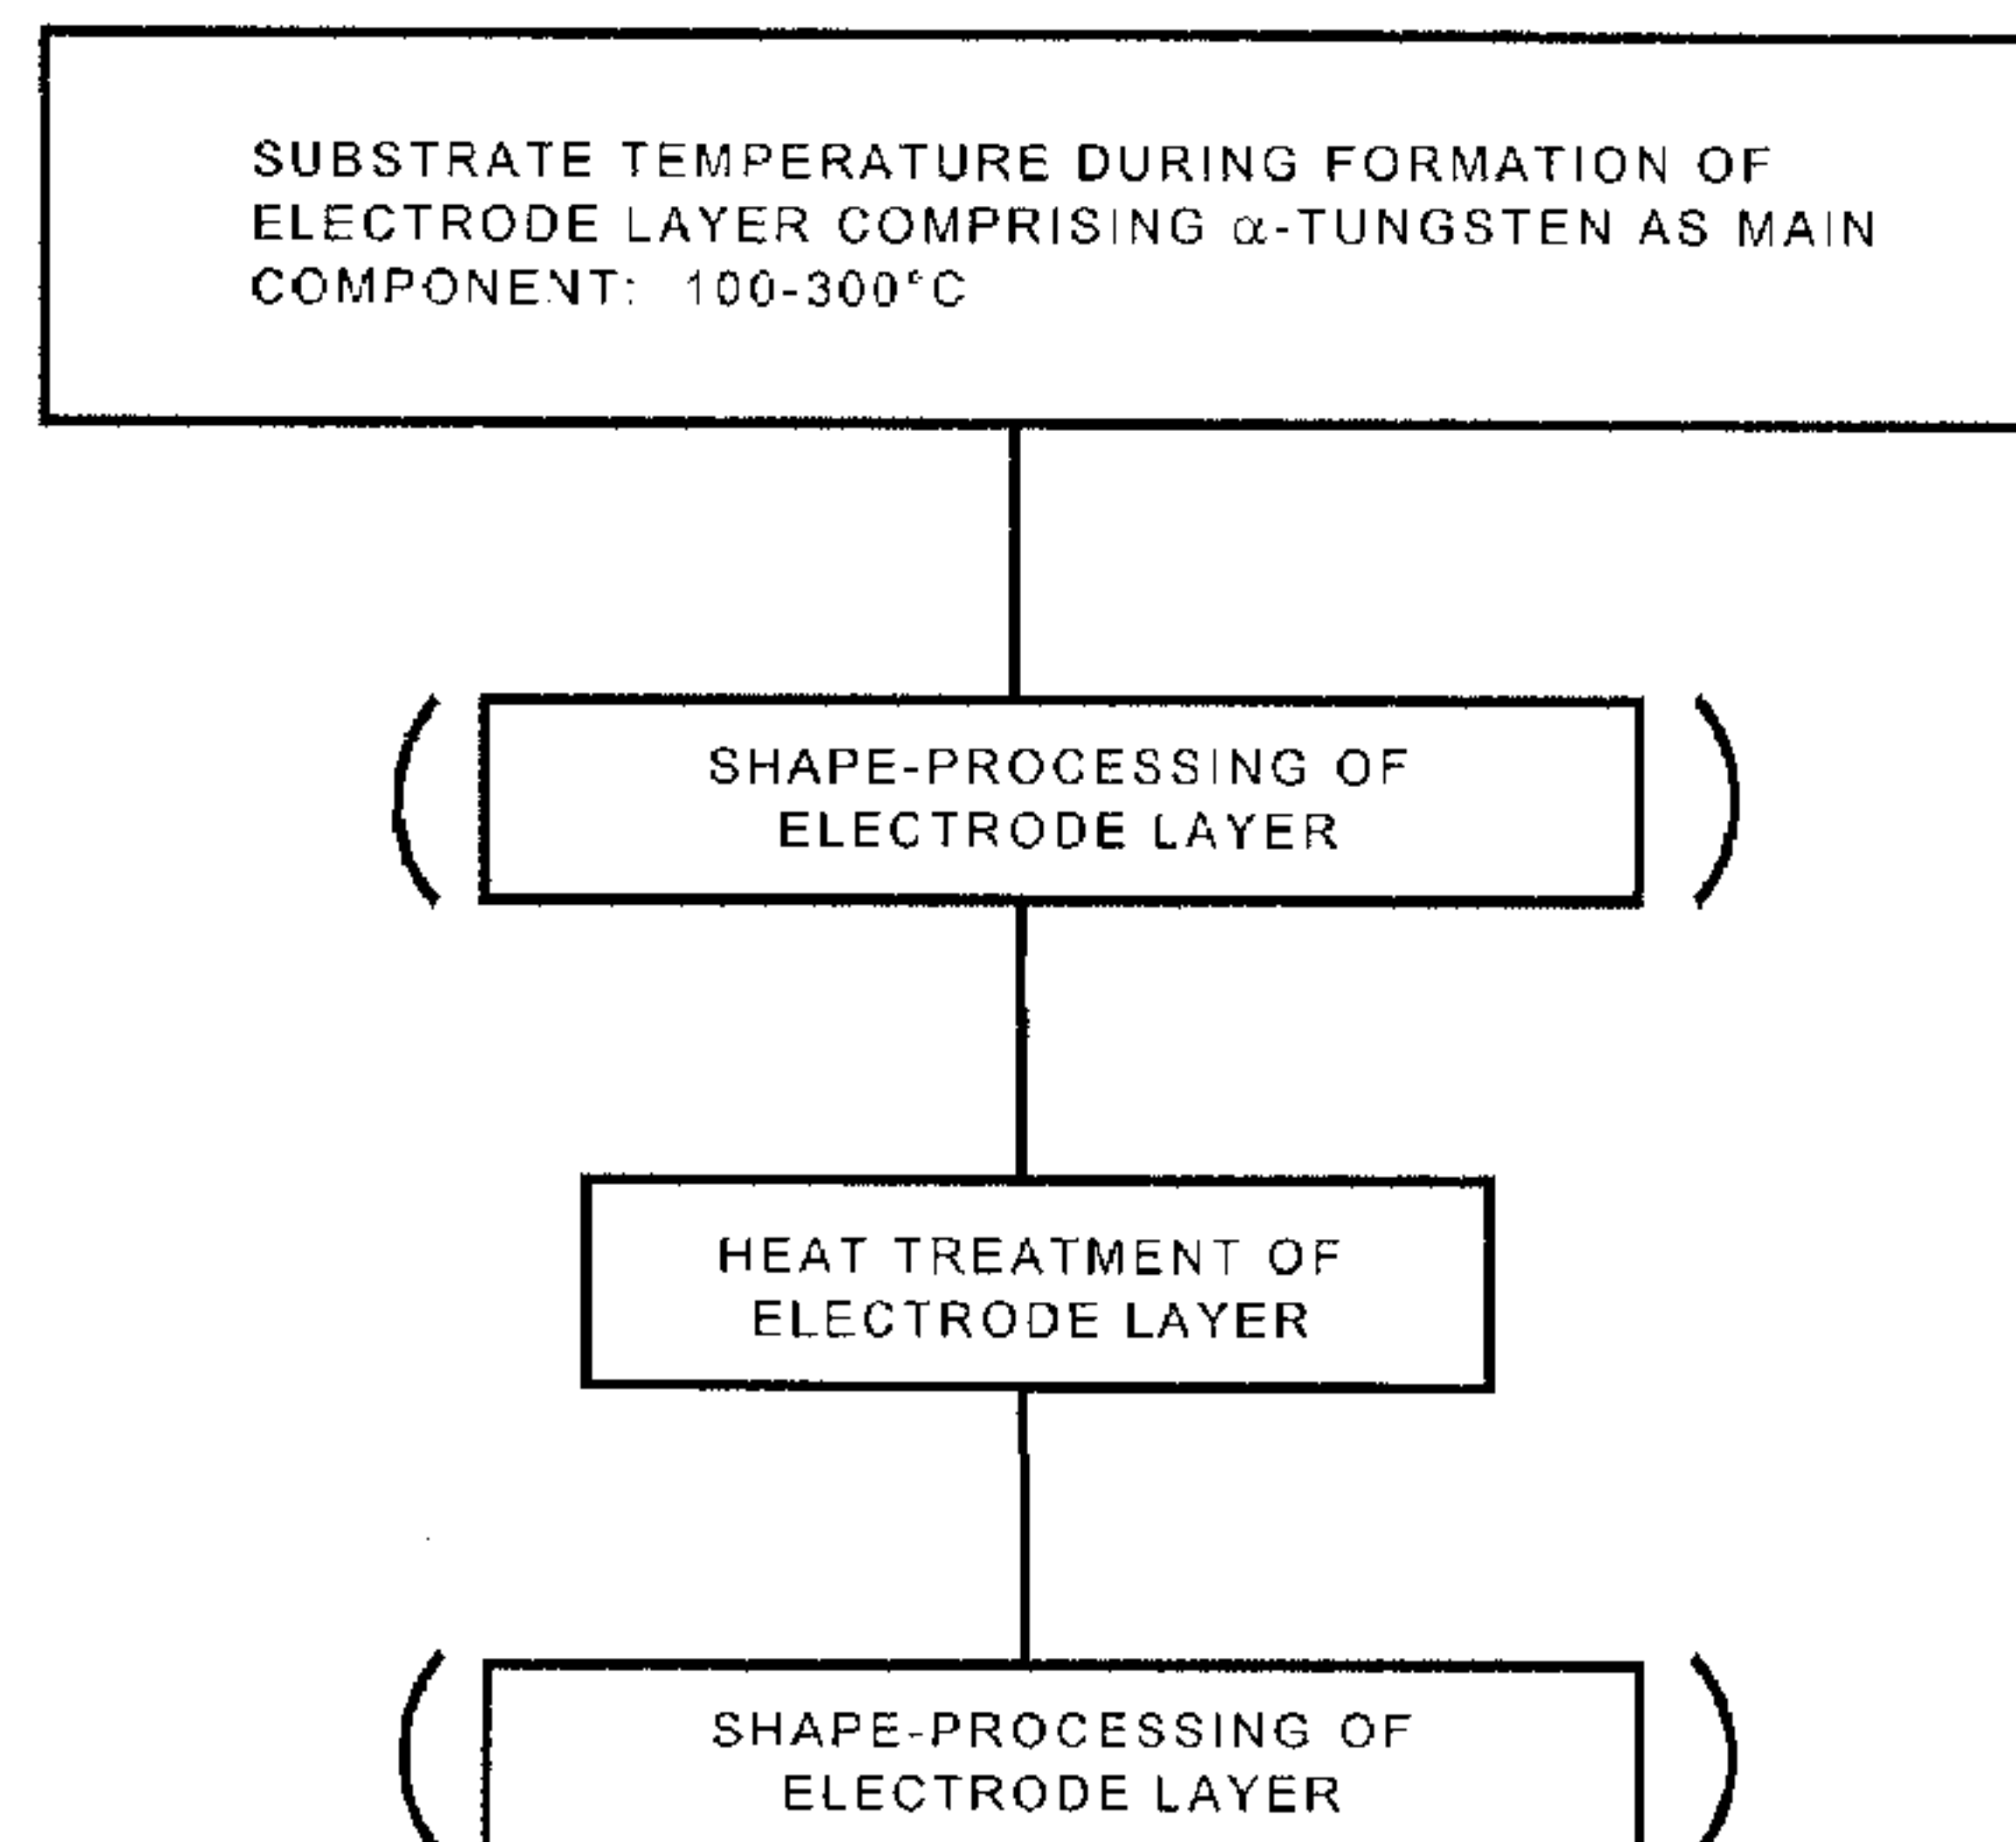 SUBSTRATE TEMPERATURE DURING FORMATION OF
ELECTRODE LAYER COMPRISING α-TUNGSTEN AS MAIN
COMPONENT: 100-300°C
SHAPE-PROCESSING OF
ELECTRODE LAYER
HEAT TREATMENT OF
ELECTRODE LAYER
SHAPE-PROCESSING OF
ELECTRODE LAYER